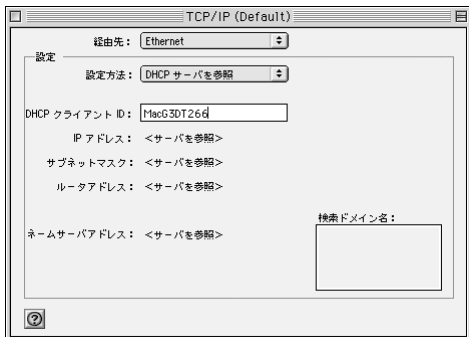 TCP/IP (Default)
経由先： Ethernet
設定
設定方法： DHCP サーバを参照
DHCP クライアント ID： MacG3DT266
IP アドレス： <サーバを参照>
サブネットマスク： <サーバを参照>
ルータアドレス： <サーバを参照>
検索ドメイン名：
ネームサーバアドレス： <サーバを参照>
?